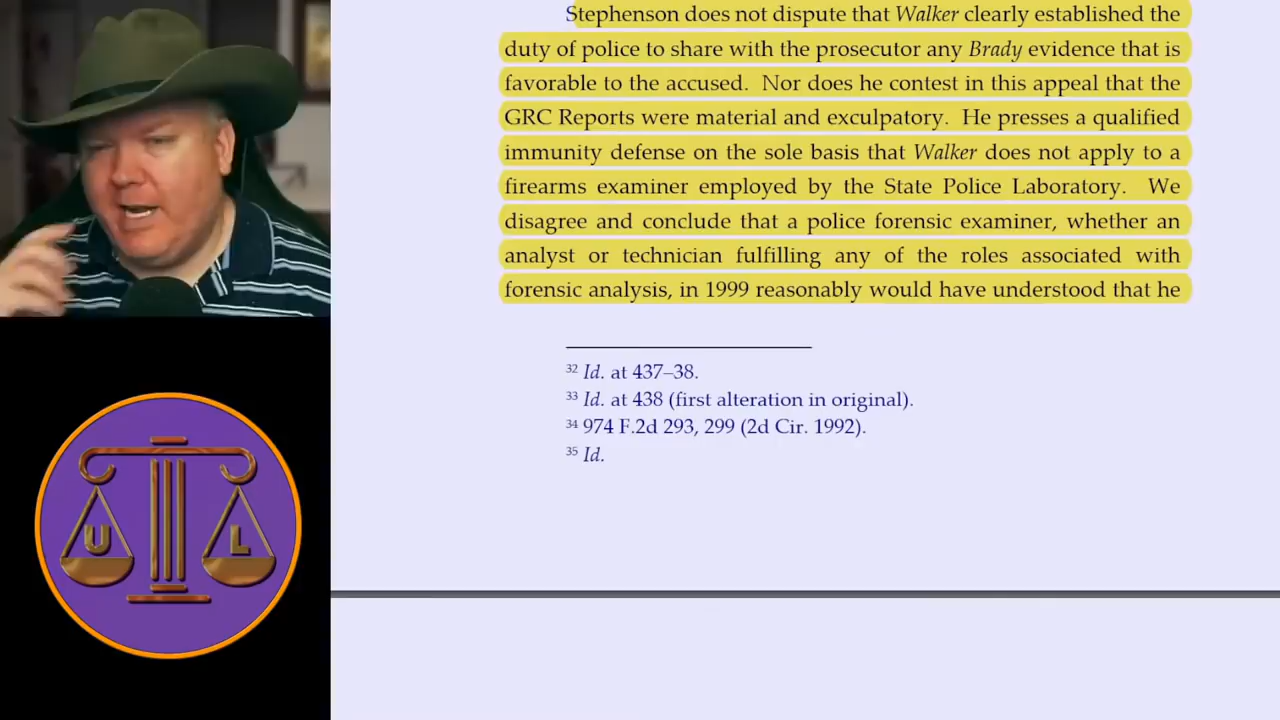 Stephenson does not dispute that Walker clearly established the
duty of police to share with the prosecutor any Brady evidence that is
favorable to the accused. Nor does he contest in this appeal that the
GRC Reports were material and exculpatory. He presses a qualified
immunity defense on the sole basis that Walker does not apply to a
firearms examiner employed by the State Police Laboratory. We
disagree and conclude that a police forensic examiner, whether an
analyst or technician fulfilling any of the roles associated with
forensic analysis, in 1999 reasonably would have understood that he
32 Id. at 437–38.
33 Id. at 438 (first alteration in original).
34 974 F.2d 293, 299 (2d Cir. 1992).
35 Id.
U L